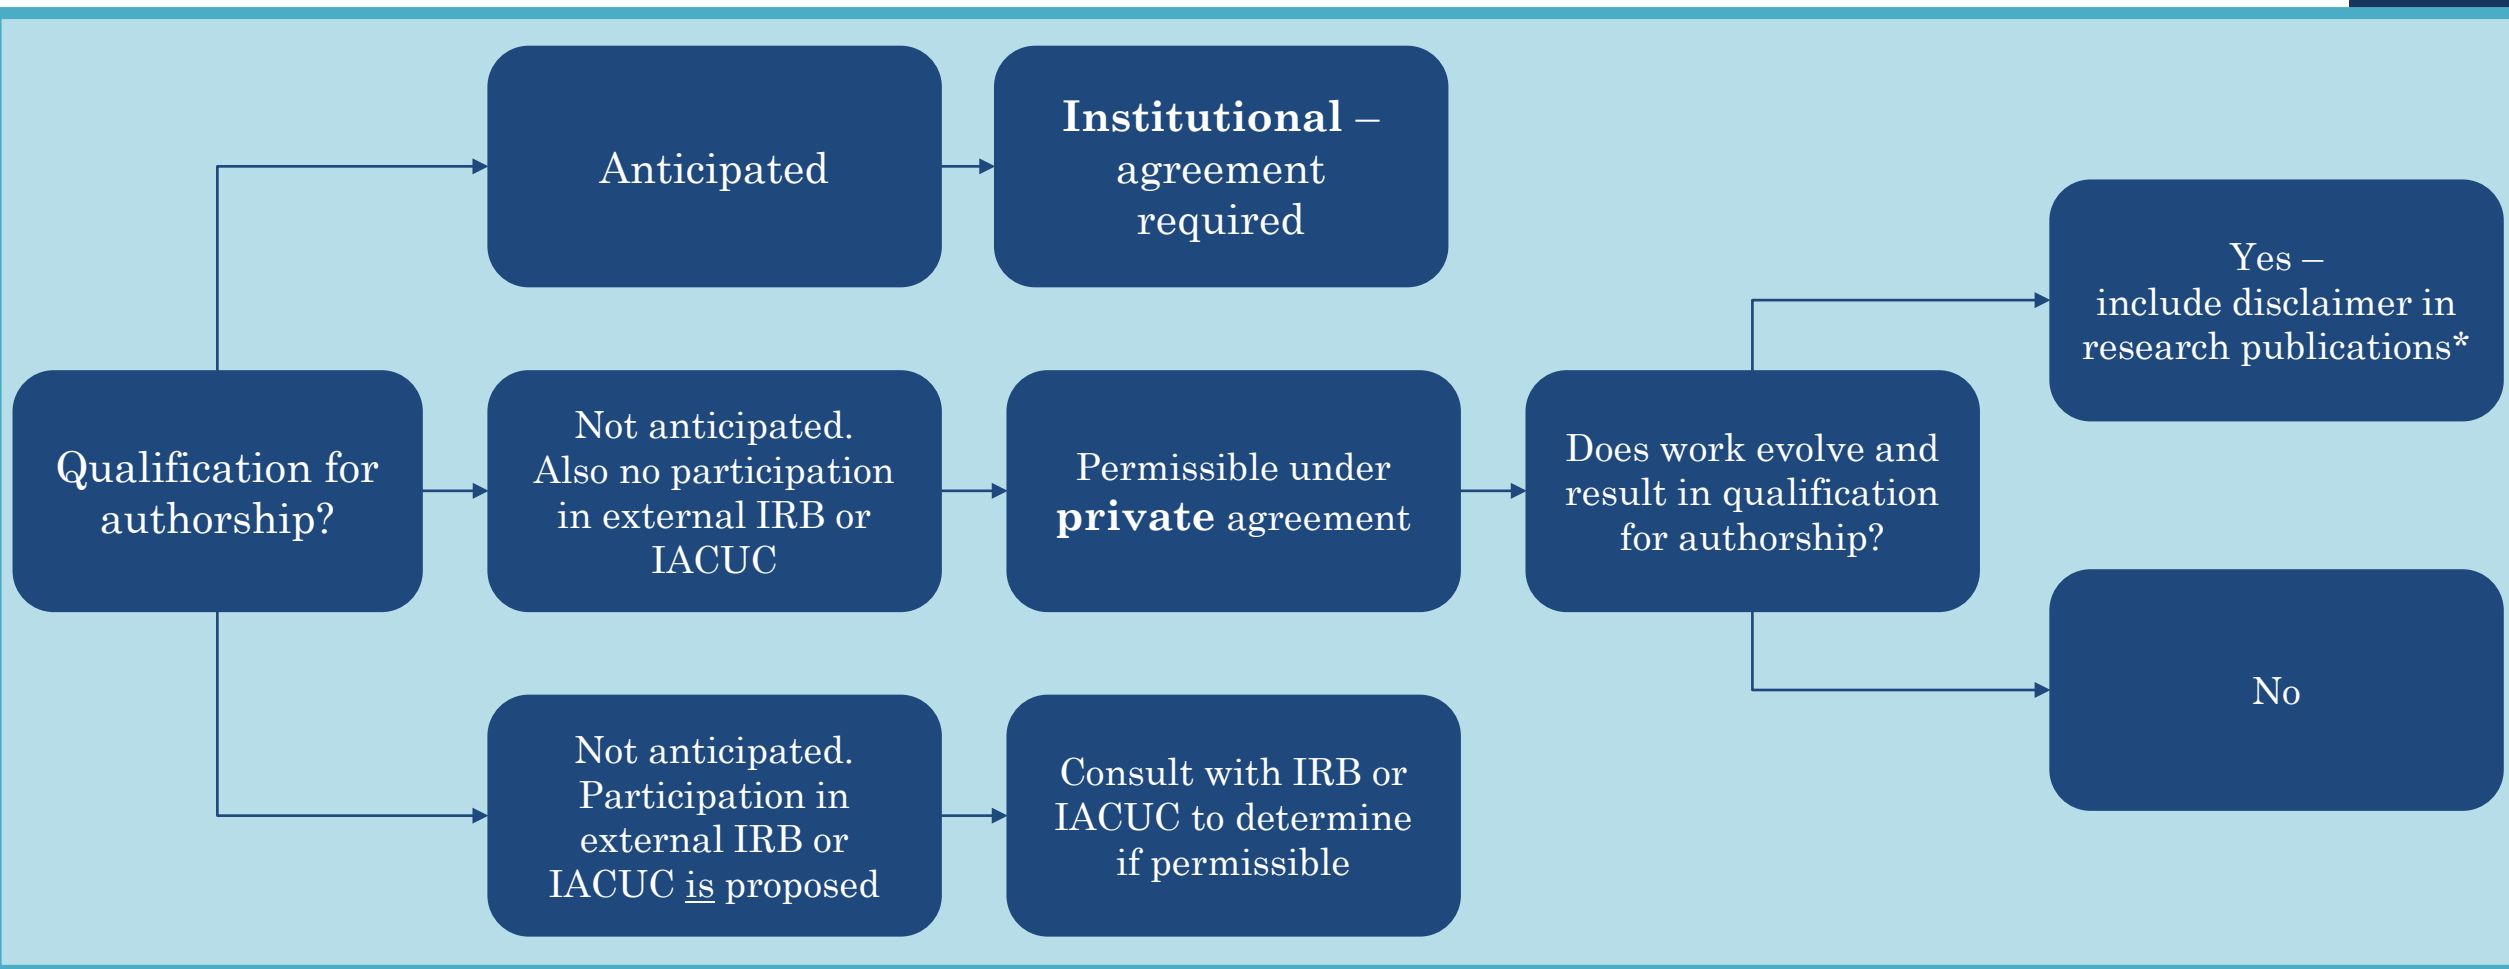 Qualification for
authorship?
Anticipated
Institutional –
agreement
required
Not anticipated.
Also no participation
in external IRB or
IACUC
Permissible under
private agreement
Does work evolve and
result in qualification
for authorship?
Yes –
include disclaimer in
research publications*
No
Not anticipated.
Participation in
external IRB or
IACUC is proposed
Consult with IRB or
IACUC to determine
if permissible